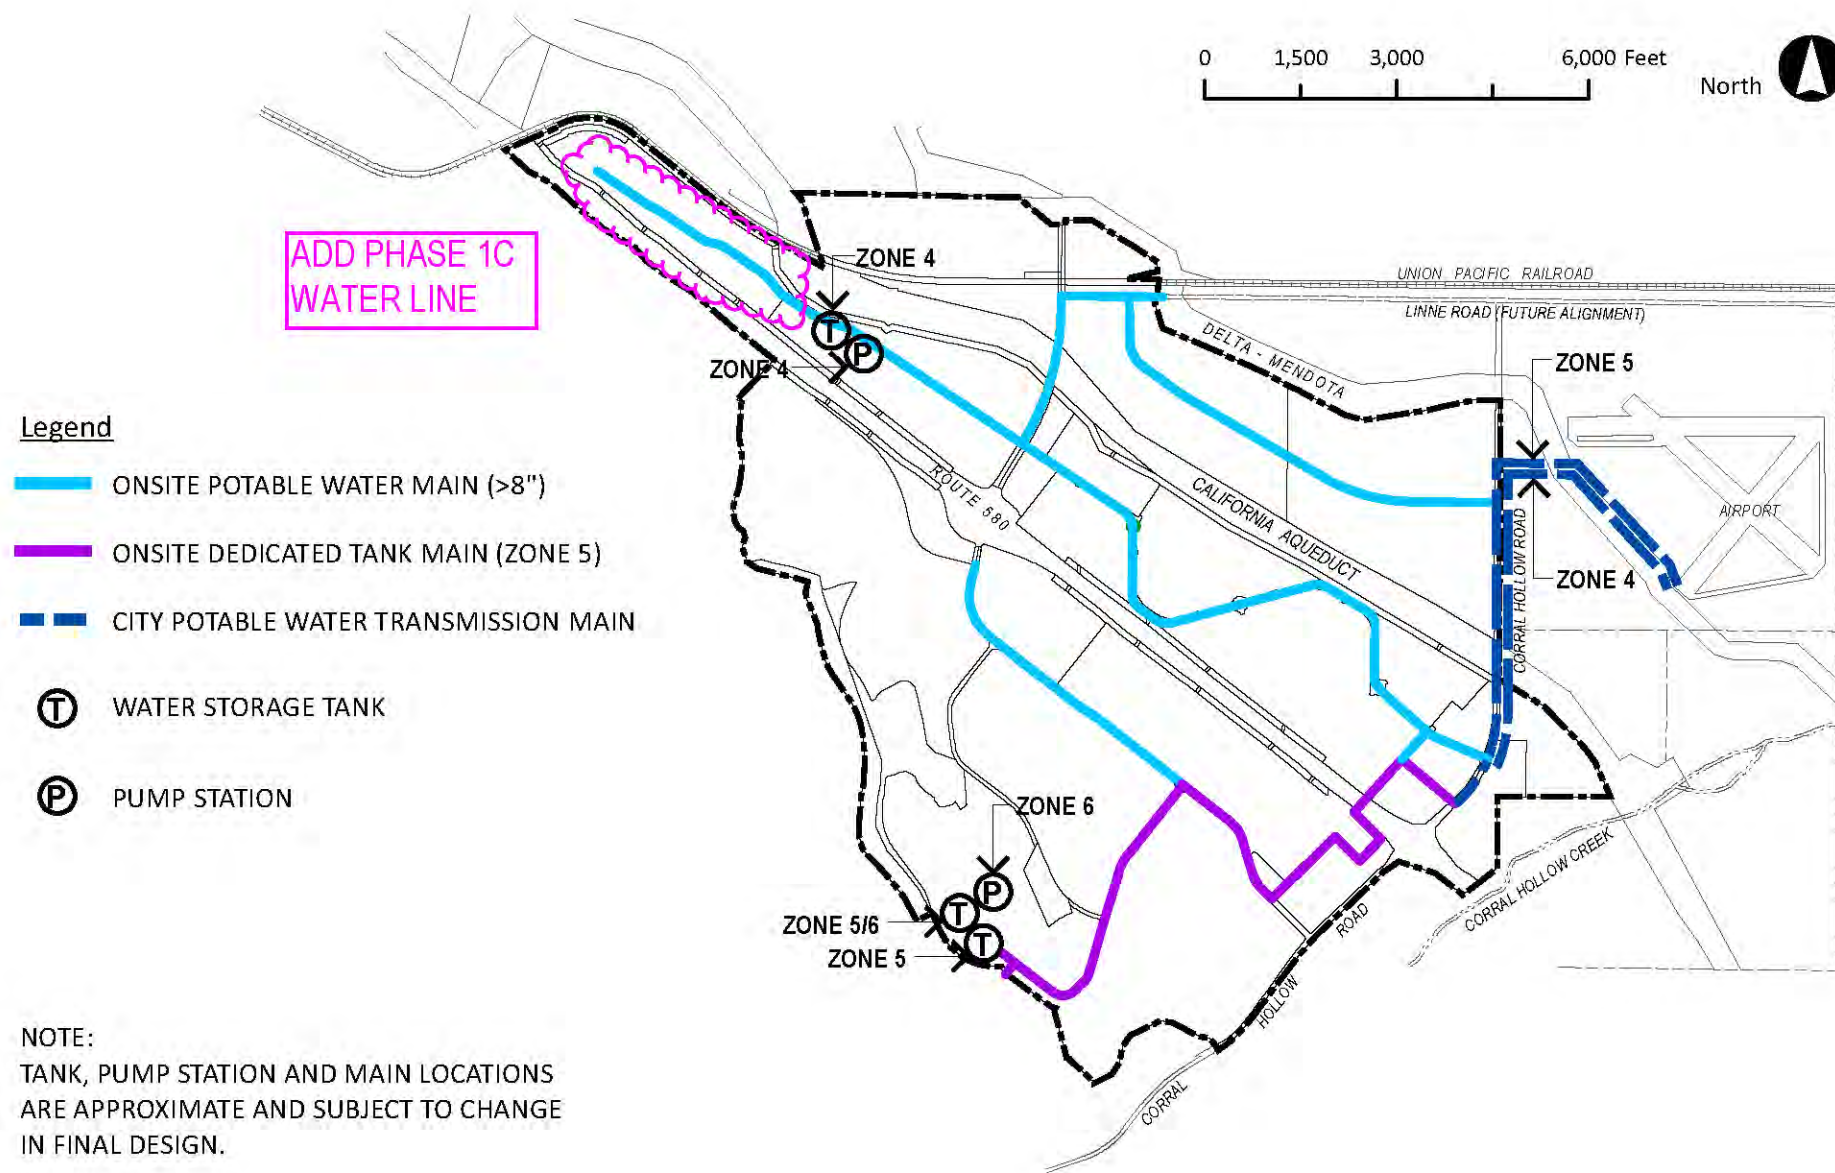 0 1,500 3,000 6,000 Feet
North
ADD PHASE 1C
WATER LINE
ZONE 4
ZONE 4
UNION PACIFIC RAILROAD
LINNE ROAD (FUTURE ALIGNMENT)
DELTA - MENDOTA
ZONE 5
ROUTE 580
CALIFORNIA AQUEDUCT
AIRPORT
ZONE 4
CORRAL HOLLOW ROAD
T
P
Legend
ONSITE POTABLE WATER MAIN (>8")
ONSITE DEDICATED TANK MAIN (ZONE 5)
CITY POTABLE WATER TRANSMISSION MAIN
T WATER STORAGE TANK
P PUMP STATION
ZONE 6
P
T
T
ZONE 5/6
ZONE 5
CORRAL HOLLOW CREEK
CORRAL HOLLOW ROAD
NOTE:
TANK, PUMP STATION AND MAIN LOCATIONS
ARE APPROXIMATE AND SUBJECT TO CHANGE
IN FINAL DESIGN.